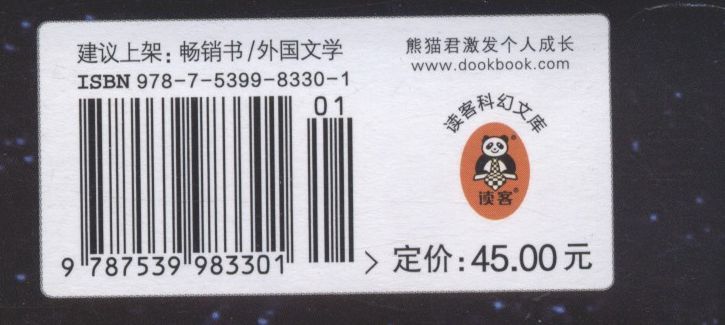 建议上架：畅销书/外国文学
ISBN 978-7-5399-8330-1
01
9 787539 983301 >
熊猫君激发个人成长
www.dookbook.com
读客科幻文库
读客®
定价：45.00元